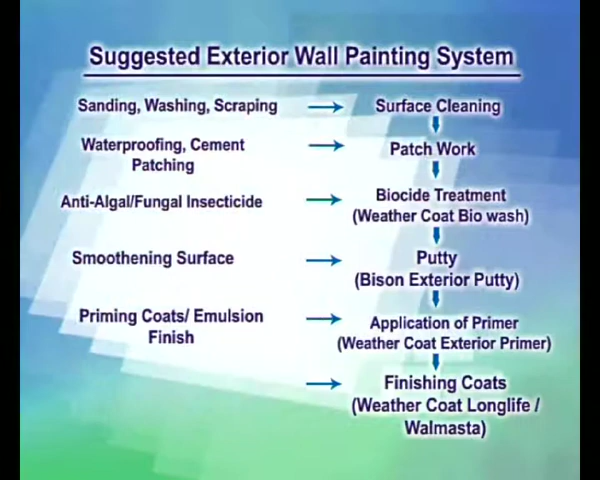 Suggested Exterior Wall Painting System
Sanding, Washing, Scraping
Surface Cleaning
Waterproofing, Cement
Patching
Patch Work
Anti-Algal/Fungal Insecticide
Biocide Treatment
(Weather Coat Bio wash)
Smoothening Surface
Putty
(Bison Exterior Putty)
Priming Coats/ Emulsion
Finish
Application of Primer
(Weather Coat Exterior Primer)
Finishing Coats
(Weather Coat Longlife /
Walmasta)